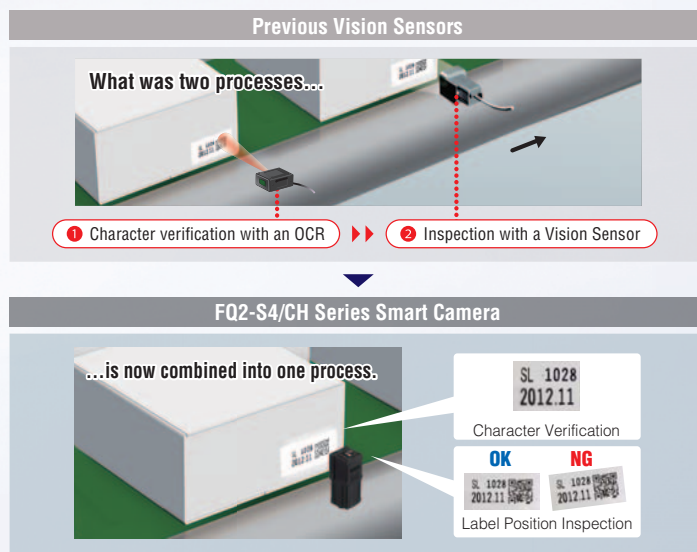 Previous Vision Sensors
What was two processes...
1 Character verification with an OCR
2 Inspection with a Vision Sensor
FQ2-S4/CH Series Smart Camera
...is now combined into one process.
SL 1028
2012.11
Character Verification
OK
NG
SL 1028
2012.11
SL 1028
2012.11
Label Position Inspection